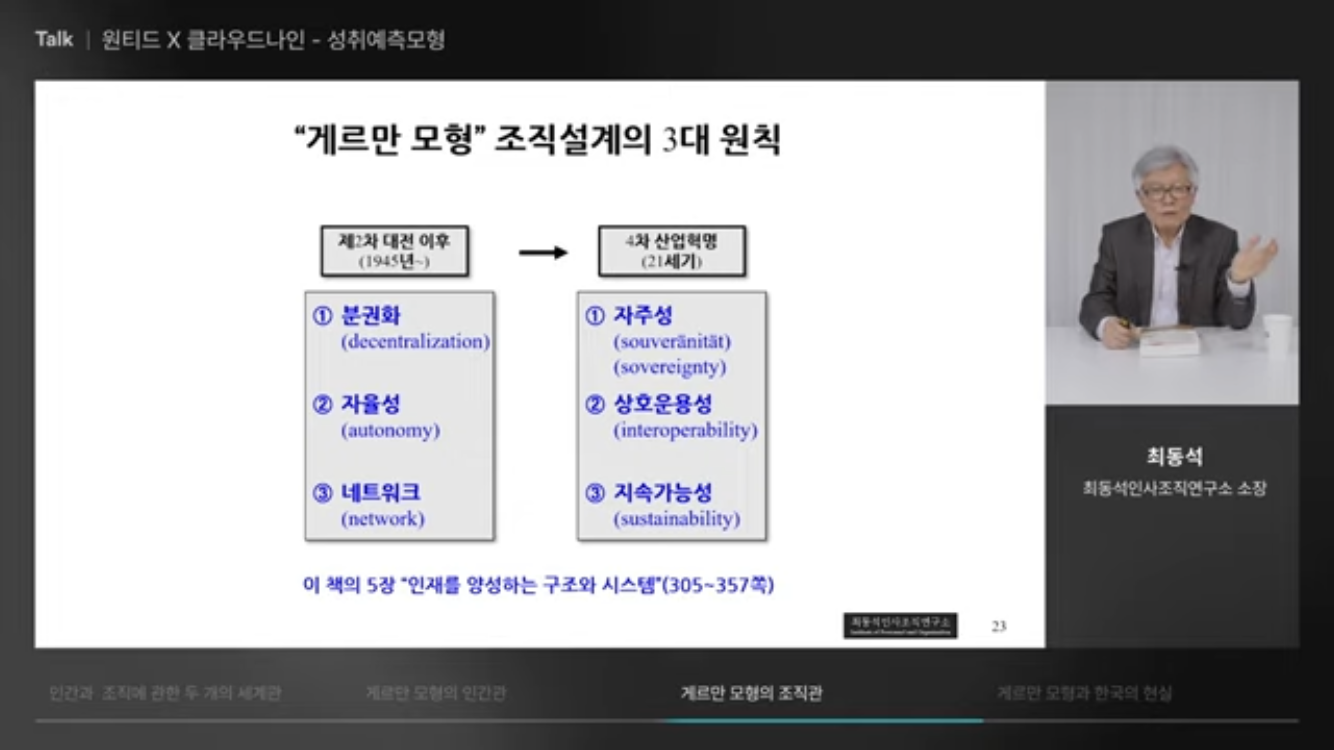 Talk | 원티드 X 클라우드나인 - 성취예측모형
“게르만 모형” 조직설계의 3대 원칙
제2차 대전 이후
(1945년~)
4차 산업혁명
(21세기)
① 분권화
(decentralization)
② 자율성
(autonomy)
③ 네트워크
(network)
① 자주성
(souveränität)
(sovereignty)
② 상호운용성
(interoperability)
③ 지속가능성
(sustainability)
이 책의 5장 “인재를 양성하는 구조와 시스템”(305~357쪽)
최동석인사조직연구소
23
최동석
최동석인사조직연구소 소장
인간과 조직에 관한 두 개의 세계관
게르만 모형의 인간관
게르만 모형의 조직관
게르만 모형과 한국의 현실